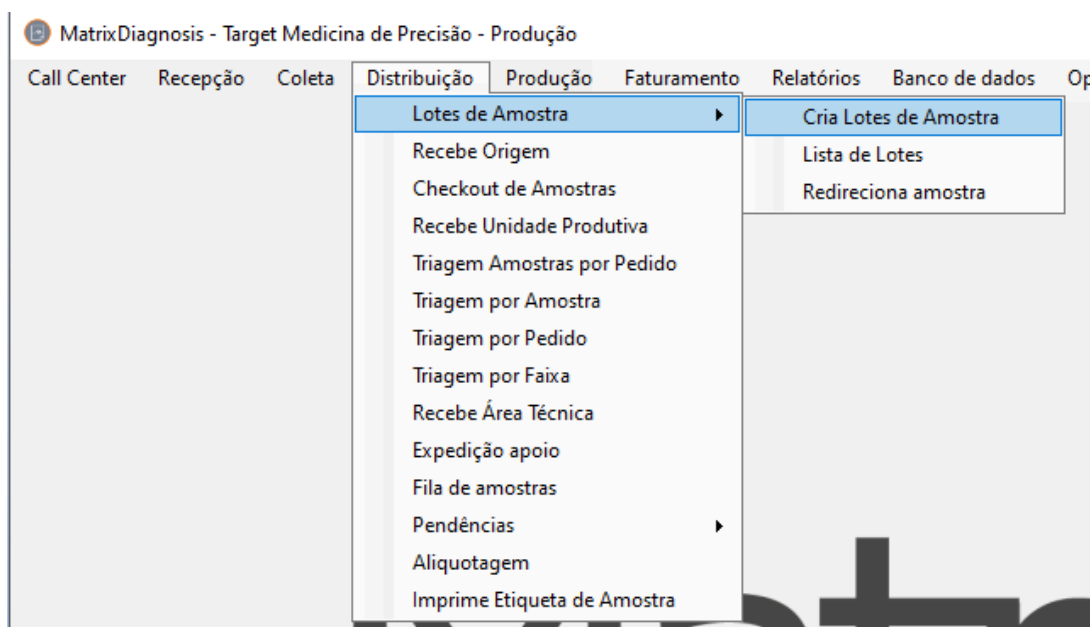 MatrixDiagnosis - Target Medicina de Precisão - Produção
Call Center Recepção Coleta Distribuição Produção Faturamento Relatórios Banco de dados
Lotes de Amostra
Cria Lotes de Amostra
Recebe Origem
Lista de Lotes
Checkout de Amostras
Redireciona amostra
Recebe Unidade Produtiva
Triagem Amostras por Pedido
Triagem por Amostra
Triagem por Pedido
Triagem por Faixa
Recebe Área Técnica
Expedição apoio
Fila de amostras
Pendências
Aliquotagem
Imprime Etiqueta de Amostra